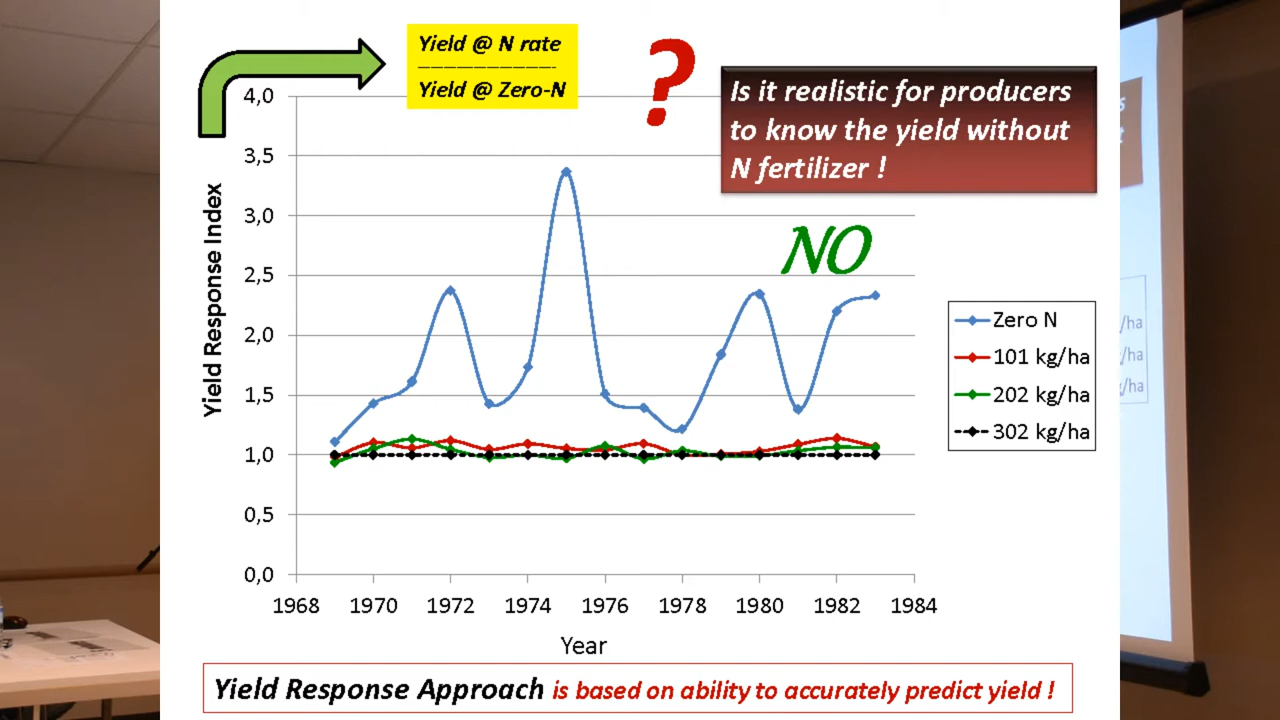 Yield @ N rate
Yield @ Zero-N
?
Is it realistic for producers
to know the yield without
N fertilizer !
NO
Yield Response Index
4,0
3,5
3,0
2,5
2,0
1,5
1,0
0,5
0,0
1968 1970 1972 1974 1976 1978 1980 1982 1984
Year
Zero N
101 kg/ha
202 kg/ha
302 kg/ha
/ha
/ha
/ha
Yield Response Approach is based on ability to accurately predict yield !